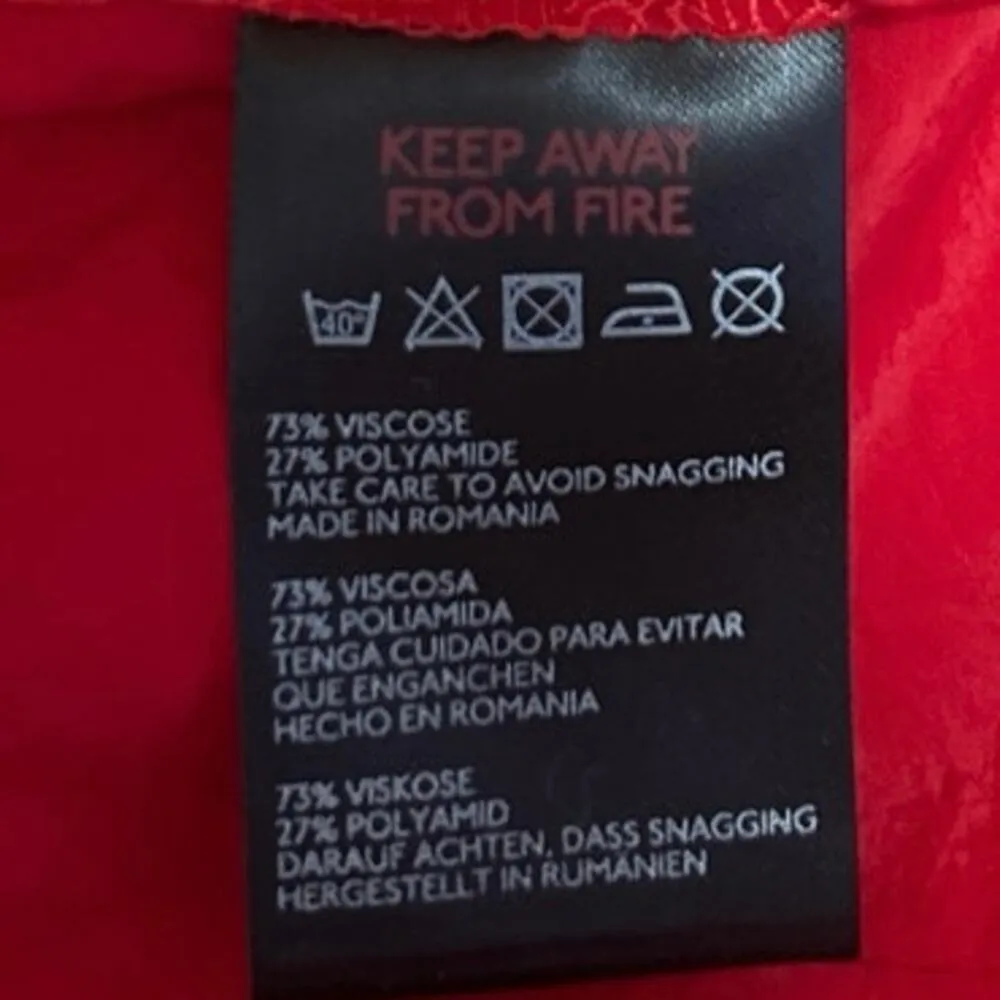 KEEP AWAY
FROM FIRE
40°
73% VISCOSE
27% POLYAMIDE
TAKE CARE TO AVOID SNAGGING
MADE IN ROMANIA
73% VISCOSA
27% POLIAMIDA
TENGA CUIDADO PARA EVITAR
QUE ENGANCHEN
HECHO EN ROMANIA
73% VISKOSE
27% POLYAMID
DARAUF ACHTEN, DASS SNAGGING
HERGESTELLT IN RUMÄNIEN